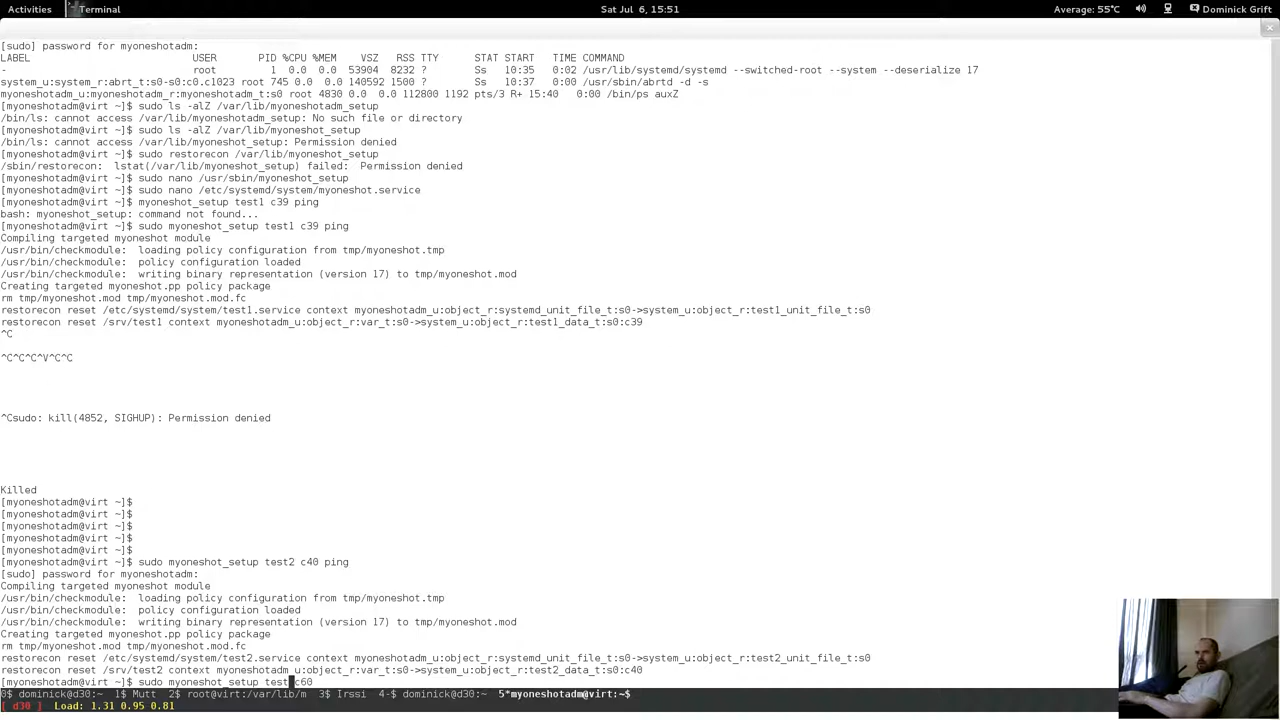 Activities Terminal Sat Jul 6, 15:51 Average: 55°C Dominick Grift
[sudo] password for myoneshotadm:
LABEL USER PID %CPU %MEM VSZ RSS TTY STAT START TIME COMMAND
- root 1 0.0 0.0 53904 8232 ? Ss 10:35 0:02 /usr/lib/systemd/systemd --switched-root --system --deserialize 17
system_u:system_r:abrt_t:s0-s0:c0.c1023 root 745 0.0 0.0 140592 1500 ? Ss 10:37 0:00 /usr/sbin/abrtd -d -s
myoneshotadm_u:myoneshotadm_r:myoneshotadm_t:s0 root 4830 0.0 0.0 112800 1192 pts/3 R+ 15:40 0:00 /bin/ps auxZ
[myoneshotadm@virt ~]$ sudo ls -alZ /var/lib/myoneshotadm_setup
/bin/ls: cannot access /var/lib/myoneshotadm_setup: No such file or directory
[myoneshotadm@virt ~]$ sudo ls -alZ /var/lib/myoneshot_setup
/bin/ls: cannot access /var/lib/myoneshot_setup: Permission denied
[myoneshotadm@virt ~]$ sudo restorecon /var/lib/myoneshot_setup
/sbin/restorecon:  lstat(/var/lib/myoneshot_setup) failed:  Permission denied
[myoneshotadm@virt ~]$ sudo nano /usr/sbin/myoneshot_setup
[myoneshotadm@virt ~]$ sudo nano /etc/systemd/system/myoneshot.service
[myoneshotadm@virt ~]$ myoneshot_setup test1 c39 ping
bash: myoneshot_setup: command not found...
[myoneshotadm@virt ~]$ sudo myoneshot_setup test1 c39 ping
Compiling targeted myoneshot module
/usr/bin/checkmodule:  loading policy configuration from tmp/myoneshot.tmp
/usr/bin/checkmodule:  policy configuration loaded
/usr/bin/checkmodule:  writing binary representation (version 17) to tmp/myoneshot.mod
Creating targeted myoneshot.pp policy package
rm tmp/myoneshot.mod tmp/myoneshot.mod.fc
restorecon reset /etc/systemd/system/test1.service context myoneshotadm_u:object_r:systemd_unit_file_t:s0->system_u:object_r:test1_unit_file_t:s0
restorecon reset /srv/test1 context myoneshotadm_u:object_r:var_t:s0->system_u:object_r:test1_data_t:s0:c39
^C
^C^C^C^V^C^C
^Csudo: kill(4852, SIGHUP): Permission denied
Killed
[myoneshotadm@virt ~]$
[myoneshotadm@virt ~]$
[myoneshotadm@virt ~]$
[myoneshotadm@virt ~]$
[myoneshotadm@virt ~]$
[myoneshotadm@virt ~]$ sudo myoneshot_setup test2 c40 ping
[sudo] password for myoneshotadm:
Compiling targeted myoneshot module
/usr/bin/checkmodule:  loading policy configuration from tmp/myoneshot.tmp
/usr/bin/checkmodule:  policy configuration loaded
/usr/bin/checkmodule:  writing binary representation (version 17) to tmp/myoneshot.mod
Creating targeted myoneshot.pp policy package
rm tmp/myoneshot.mod tmp/myoneshot.mod.fc
restorecon reset /etc/systemd/system/test2.service context myoneshotadm_u:object_r:systemd_unit_file_t:s0->system_u:object_r:test2_unit_file_t:s0
restorecon reset /srv/test2 context myoneshotadm_u:object_r:var_t:s0->system_u:object_r:test2_data_t:s0:c40
[myoneshotadm@virt ~]$ sudo myoneshot_setup test c60
0$ dominick@d30:~ 1$ Mutt 2$ root@virt:/var/lib/m 3$ Irssi 4-$ dominick@d30:~ 5*myoneshotadm@virt:~$
[ d30 ] Load: 1.31 0.95 0.81